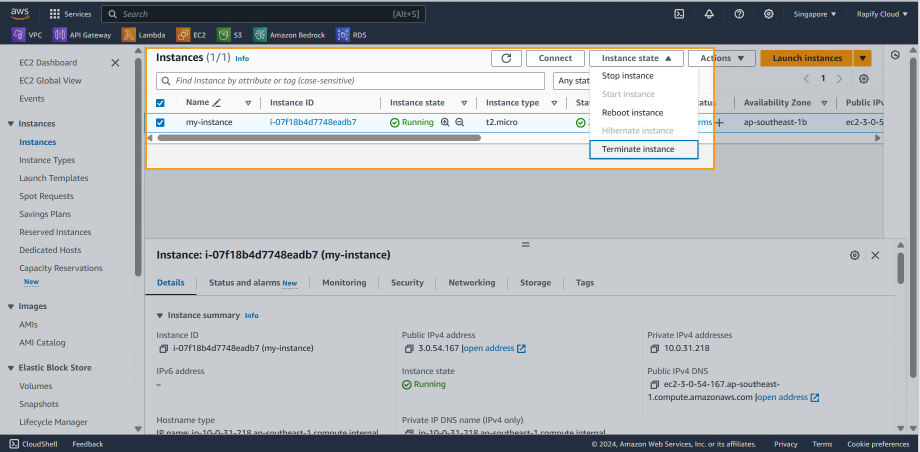 aws Services Search [Alt+S] Singapore Rapify Cloud
VPC API Gateway Lambda EC2 S3 Amazon Bedrock RDS
EC2 Dashboard
EC2 Global View
Events
Instances
Instances
Instance Types
Launch Templates
Spot Requests
Savings Plans
Reserved Instances
Dedicated Hosts
Capacity Reservations
New
Images
AMIs
AMI Catalog
Elastic Block Store
Volumes
Snapshots
Lifecycle Manager
Instances (1/1) Info Connect Instance state Actions Launch instances
Find Instance by attribute or tag (case-sensitive) Any stat 1
Name Instance ID Instance state Instance type Stat Availability Zone Public IPv
my-instance i-07f18b4d7748eadb7 Running t2.micro ap-southeast-1b ec2-3-0-5
Stop instance
Start instance
Reboot instance
Hibernate instance
Terminate instance
Instance: i-07f18b4d7748eadb7 (my-instance)
Details Status and alarms New Monitoring Security Networking Storage Tags
Instance summary Info
Instance ID
i-07f18b4d7748eadb7 (my-instance)
Public IPv4 address
3.0.54.167 |open address
Private IPv4 addresses
10.0.31.218
IPv6 address
–
Instance state
Running
Public IPv4 DNS
ec2-3-0-54-167.ap-southeast-
1.compute.amazonaws.com |open address
Hostname type
IP name: ip-10-0-31-218.ap-southeast-1.compute.internal
Private IP DNS name (IPv4 only)
ip-10-0-31-218.ap-southeast-1.compute.internal
CloudShell Feedback © 2024, Amazon Web Services, Inc. or its affiliates. Privacy Terms Cookie preferences